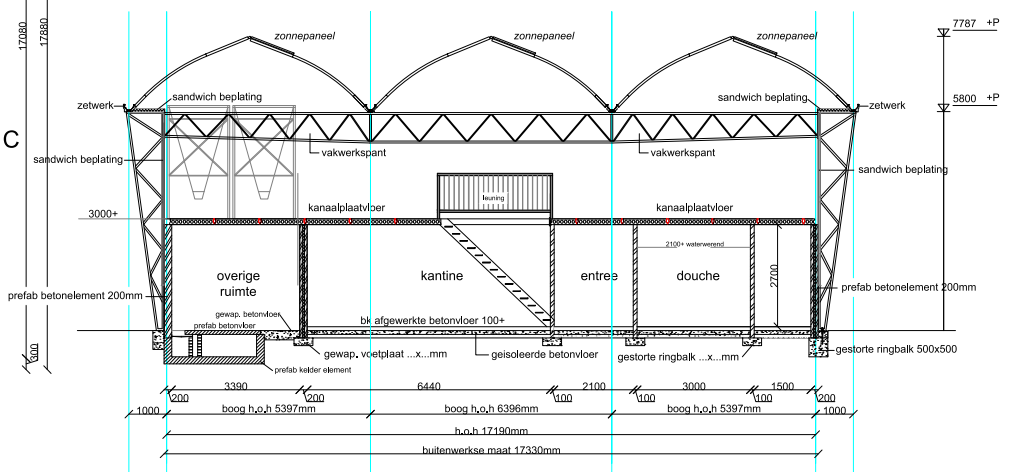 17080
17880
7787 +P
zonnepaneel
zonnepaneel
zonnepaneel
zetwerk
sandwich beplating
sandwich beplating
zetwerk
5800 +P
C
vakwerkspant
vakwerkspant
sandwich beplating
sandwich beplating
leuning
3000+
kanaalplaatvloer
kanaalplaatvloer
2100+ waterwerend
2700
overige
ruimte
kantine
entree
douche
prefab betonelement 200mm
prefab betonelement 200mm
gewap. betonvloer
bk afgewerkte betonvloer 100+
prefab betonvloer
300
gewap. voetplaat ...x...mm
geisoleerde betonvloer
gestorte ringbalk ...x...mm
gestorte ringbalk 500x500
prefab kelder element
3390
6440
2100
3000
1500
200
200
100
100
100
200
1000
boog h.o.h 5397mm
boog h.o.h 6396mm
boog h.o.h 5397mm
1000
h.o.h 17190mm
buitenwerkse maat 17330mm